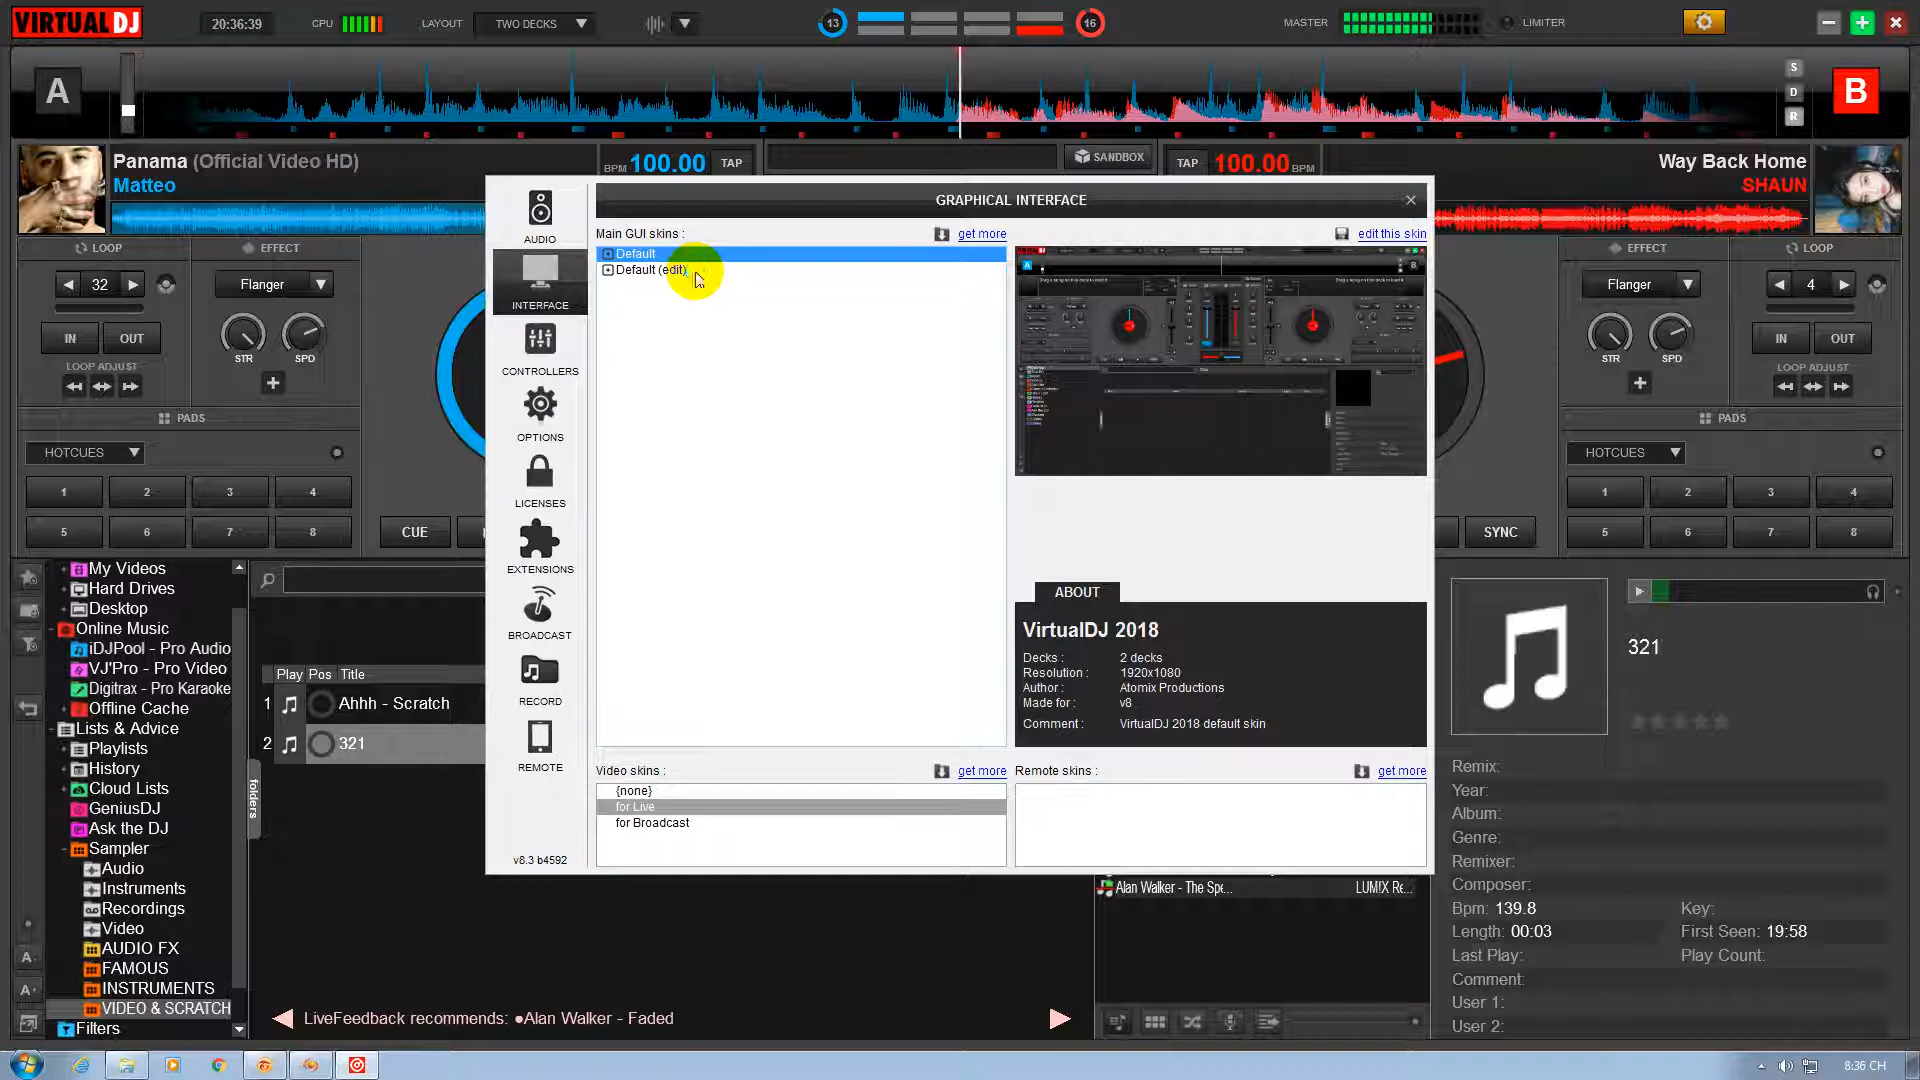 VIRTUAL DJ
20:36:39
CPU
LAYOUT
TWO DECKS
13
16
MASTER
LIMITER
A
S
D
R
B
Panama (Official Video HD)
Matteo
BPM 100.00
TAP
SANDBOX
TAP
100.00 BPM
Way Back Home
SHAUN
LOOP
EFFECT
32
Flanger
IN
OUT
STR
SPD
LOOP ADJUST
PADS
HOTCUES
1
2
3
4
5
6
7
8
CUE
AUDIO
INTERFACE
CONTROLLERS
OPTIONS
LICENSES
EXTENSIONS
BROADCAST
RECORD
REMOTE
v8.3 b4592
GRAPHICAL INTERFACE
Main GUI skins :
get more
edit this skin
Default
Default (edit)
ABOUT
VirtualDJ 2018
Decks : 2 decks
Resolution : 1920x1080
Author : Atomix Productions
Made for : v8
Comment : VirtualDJ 2018 default skin
Video skins :
get more
Remote skins :
get more
{none}
for Live
for Broadcast
EFFECT
LOOP
Flanger
4
STR
SPD
IN
OUT
LOOP ADJUST
PADS
HOTCUES
1
2
3
4
5
6
7
8
SYNC
My Videos
Hard Drives
Desktop
Online Music
iDJPool - Pro Audio
VJ'Pro - Pro Video
Digitrax - Pro Karaoke
Offline Cache
Lists & Advice
Playlists
History
Cloud Lists
GeniusDJ
Ask the DJ
Sampler
Audio
Instruments
Recordings
Video
AUDIO FX
FAMOUS
INSTRUMENTS
VIDEO & SCRATCH
Filters
folders
Play Pos Title
1 Ahhh - Scratch
2 321
LiveFeedback recommends: ●Alan Walker - Faded
Alan Walker - The Spe... LUM!X Re...
321
Remix:
Year:
Album:
Genre:
Remixer:
Composer:
Bpm: 139.8
Key:
Length: 00:03
First Seen: 19:58
Last Play:
Play Count:
Comment:
User 1:
User 2:
8:36 CH